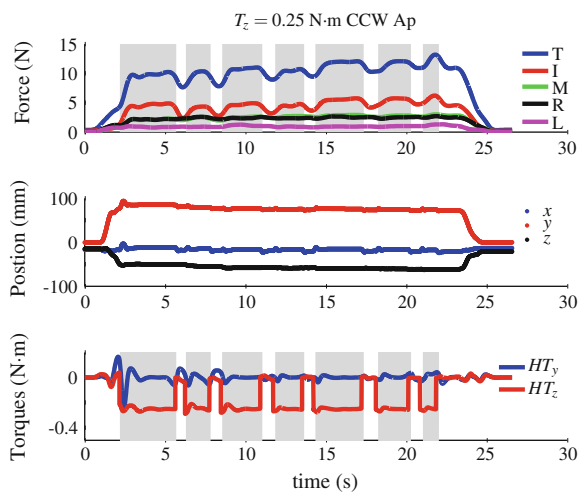 T_z = 0.25 N·m CCW Ap
Force (N)
15
10
5
0
0 5 10 15 20 25 30
T
I
M
R
L
Postion (mm)
100
0
-100
0 5 10 15 20 25 30
x
y
z
Torques (N·m)
0
-0.4
0 5 10 15 20 25 30
HT_y
HT_z
time (s)